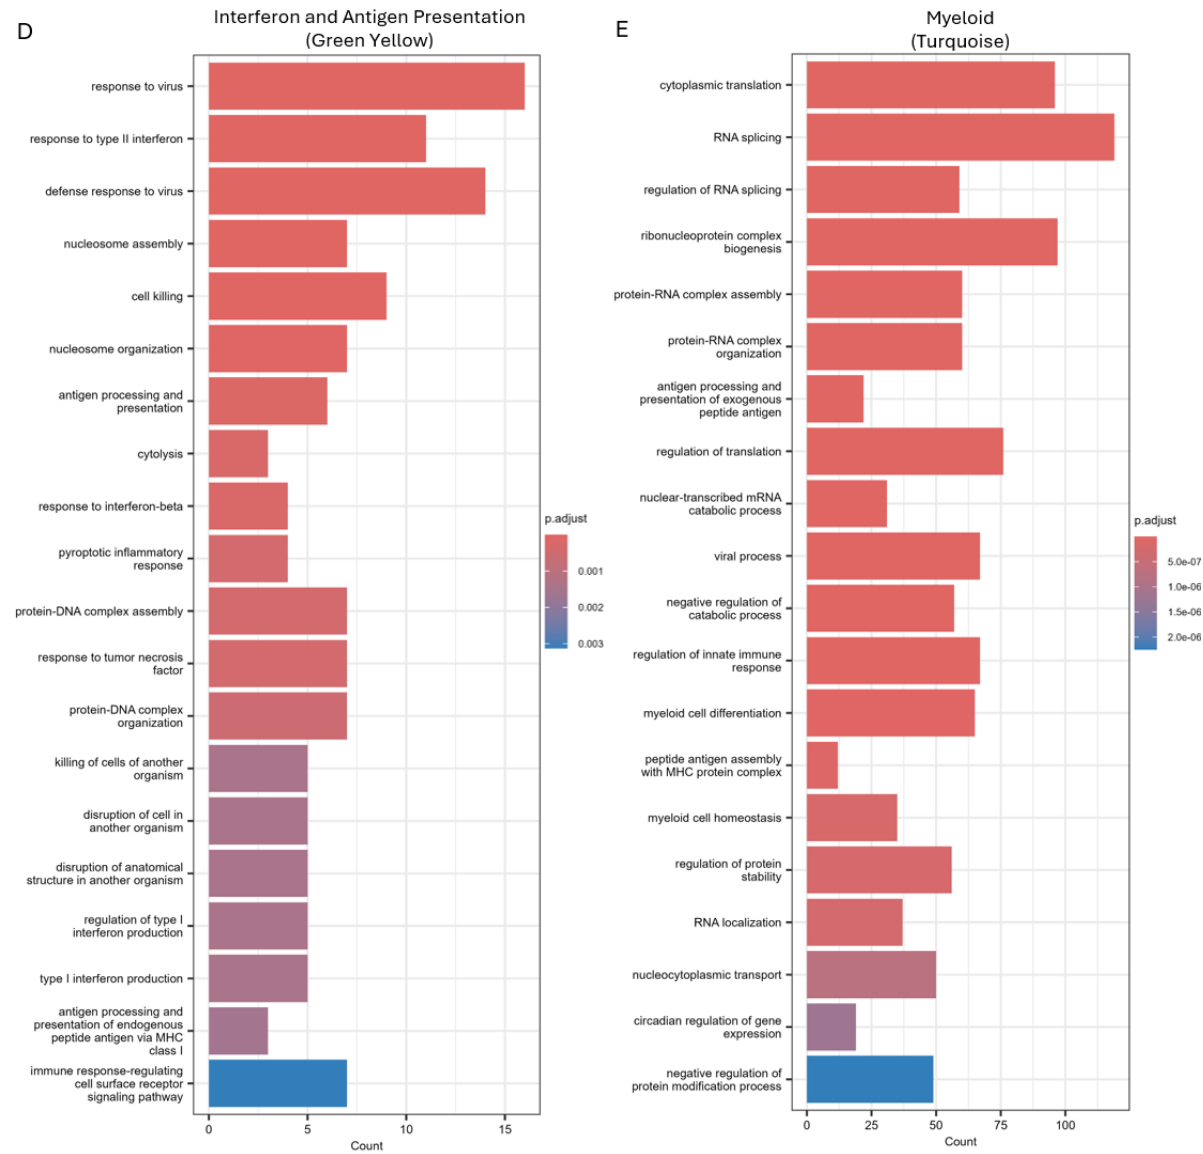 D
Interferon and Antigen Presentation
(Green Yellow)
response to virus
response to type II interferon
defense response to virus
nucleosome assembly
cell killing
nucleosome organization
antigen processing and
presentation
cytolysis
response to interferon-beta
pyroptotic inflammatory
response
protein-DNA complex assembly
response to tumor necrosis
factor
protein-DNA complex
organization
killing of cells of another
organism
disruption of cell in
another organism
disruption of anatomical
structure in another organism
regulation of type I
interferon production
type I interferon production
antigen processing and
presentation of endogenous
peptide antigen via MHC
class I
immune response-regulating
cell surface receptor
signaling pathway
0 5 10 15
Count
p.adjust
0.001
0.002
0.003
E
Myeloid
(Turquoise)
cytoplasmic translation
RNA splicing
regulation of RNA splicing
ribonucleoprotein complex
biogenesis
protein-RNA complex assembly
protein-RNA complex
organization
antigen processing and
presentation of exogenous
peptide antigen
regulation of translation
nuclear-transcribed mRNA
catabolic process
viral process
negative regulation of
catabolic process
regulation of innate immune
response
myeloid cell differentiation
peptide antigen assembly
with MHC protein complex
myeloid cell homeostasis
regulation of protein
stability
RNA localization
nucleocytoplasmic transport
circadian regulation of gene
expression
negative regulation of
protein modification process
0 25 50 75 100
Count
p.adjust
5.0e-07
1.0e-06
1.5e-06
2.0e-06